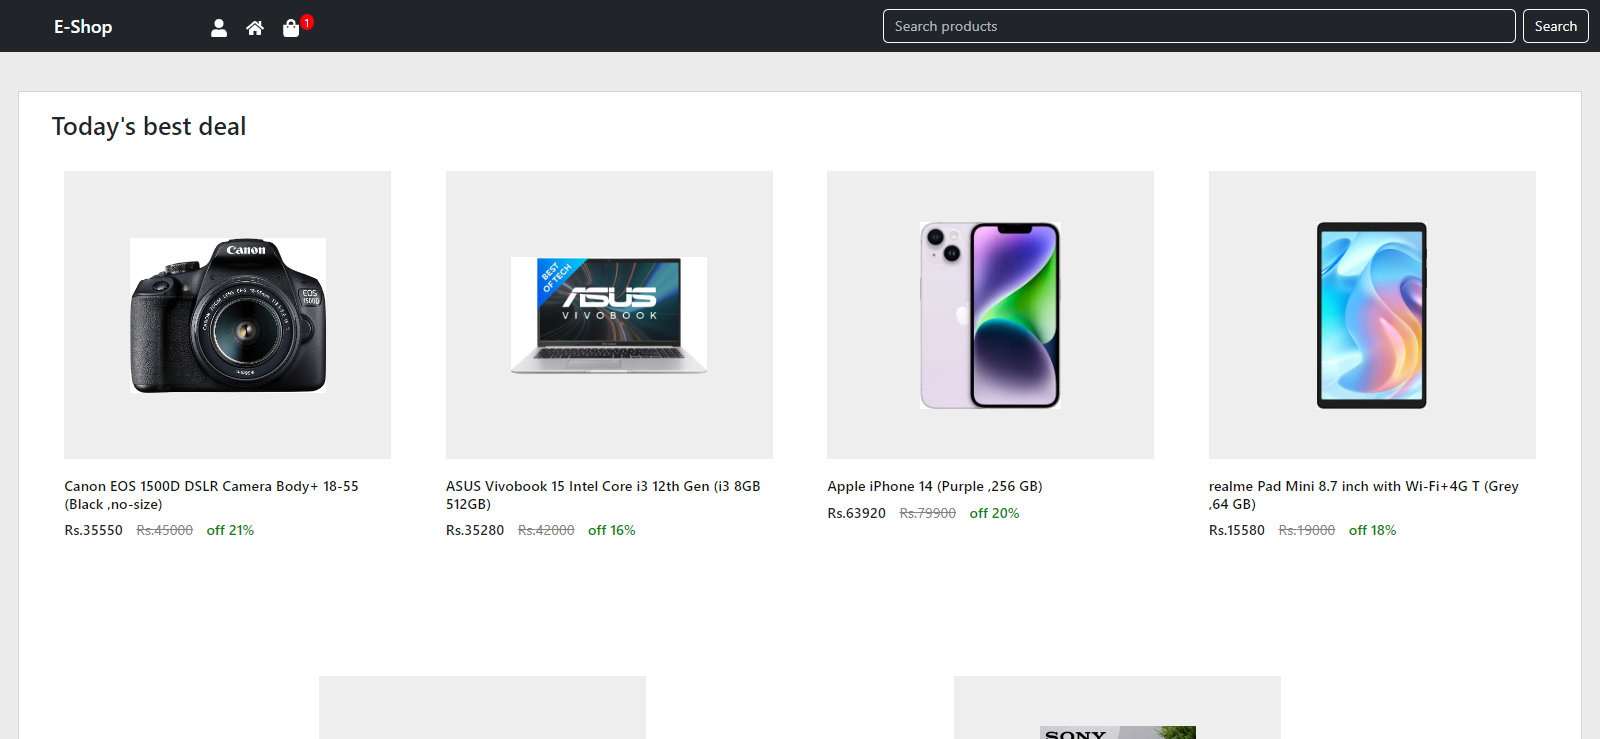 E-Shop
1
Search products
Search
Today's best deal
Canon
EOS
1500D
BEST
OF TECH
ASUS
VIVOBOOK
Canon EOS 1500D DSLR Camera Body+ 18-55
(Black ,no-size)
Rs.35550 Rs.45000 off 21%
ASUS Vivobook 15 Intel Core i3 12th Gen (i3 8GB
512GB)
Rs.35280 Rs.42000 off 16%
Apple iPhone 14 (Purple ,256 GB)
Rs.63920 Rs.79900 off 20%
realme Pad Mini 8.7 inch with Wi-Fi+4G T (Grey
,64 GB)
Rs.15580 Rs.19000 off 18%
SONY